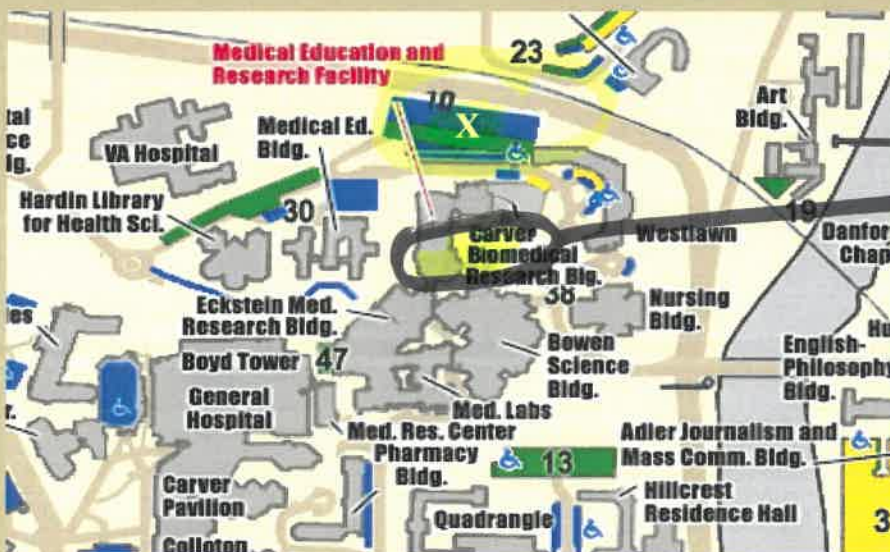 23
Medical Education and
Research Facility
10
X
Art
Bldg.
Medical Ed.
Bldg.
VA Hospital
Hardin Library
for Health Sci.
30
19
Carver
Biomedical
Research Blg.
Westlawn
Danfor
Chap
38
Eckstein Med.
Research Bldg.
Nursing
Bldg.
Boyd Tower
47
Bowen
Science
Bldg.
English-
Philosophy
Bldg.
General
Hospital
Med. Labs
Med. Res. Center
Pharmacy
Bldg.
13
Adler Journalism and
Mass Comm. Bldg.
Carver
Pavilion
Quadrangle
Hillcrest
Residence Hall
3
Colloton